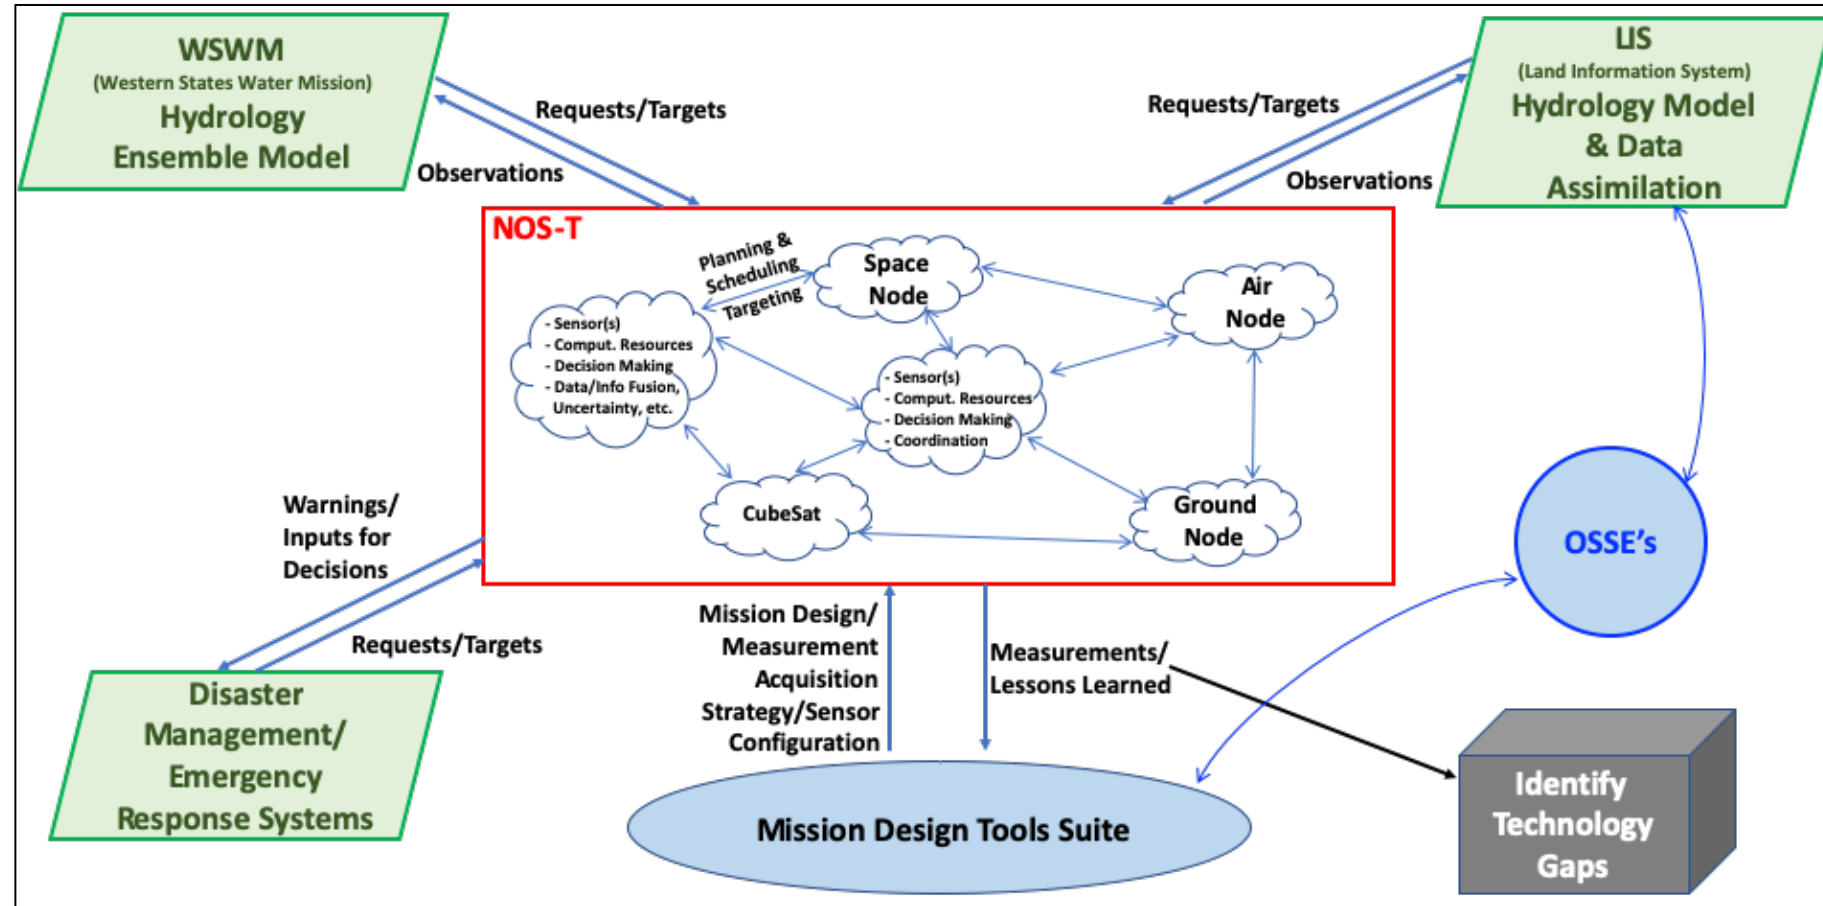 WSWM
(Western States Water Mission)
Hydrology
Ensemble Model
Requests/Targets
Observations
LIS
(Land Information System)
Hydrology Model
& Data
Assimilation
Requests/Targets
Observations
NOS-T
Planning &
Scheduling
Targeting
Space
Node
Air
Node
- Sensor(s)
- Comput. Resources
- Decision Making
- Data/Info Fusion,
Uncertainty, etc.
- Sensor(s)
- Comput. Resources
- Decision Making
- Coordination
CubeSat
Ground
Node
Warnings/
Inputs for
Decisions
Requests/Targets
OSSE's
Mission Design/
Measurement
Acquisition
Strategy/Sensor
Configuration
Measurements/
Lessons Learned
Disaster
Management/
Emergency
Response Systems
Mission Design Tools Suite
Identify
Technology
Gaps